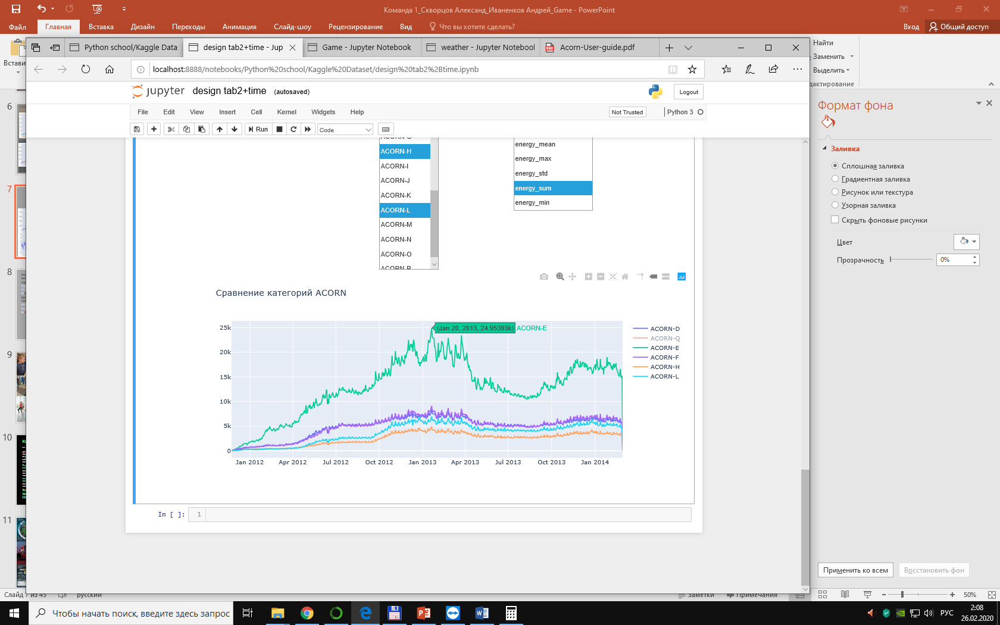 Команда 1_Скворцов Александ_Иваненков Андрей_Game - PowerPoint
Файл Главная Вставка Дизайн Переходы Анимация Слайд-шоу Рецензирование Вид Что вы хотите сделать? Вход Общий доступ
Встави
Найти
Заменить
Выделить
дактирование
Python school/Kaggle Data
design tab2+time - Jup
Game - Jupyter Notebook
weather - Jupyter Notebool
Acorn-User-guide.pdf
localhost:8888/notebooks/Python%20school/Kaggle%20Dataset/design%20tab2%2Btime.ipynb
jupyter design tab2+time (autosaved)
Logout
File Edit View Insert Cell Kernel Widgets Help
Not Trusted Python 3
Run Code
ACORN-H
ACORN-I
ACORN-J
ACORN-K
ACORN-L
ACORN-M
ACORN-N
ACORN-O
energy_mean
energy_max
energy_std
energy_sum
energy_min
Сравнение категорий ACORN
(Jan 20, 2013, 24.95393k) ACORN-E
25k
20k
15k
10k
5k
0
Jan 2012 Apr 2012 Jul 2012 Oct 2012 Jan 2013 Apr 2013 Jul 2013 Oct 2013 Jan 2014
ACORN-D
ACORN-Q
ACORN-E
ACORN-F
ACORN-H
ACORN-L
In [ ]: 1
6
7
8
9
10
11
Формат фона
Заливка
Сплошная заливка
Градиентная заливка
Рисунок или текстура
Узорная заливка
Скрыть фоновые рисунки
Цвет
Прозрачность 0%
Применить ко всем
Восстановить фон
Слайд 7 из 45 русский Заметки Примечания 50%
Чтобы начать поиск, введите здесь запрос
РУС
2:08
26.02.2020